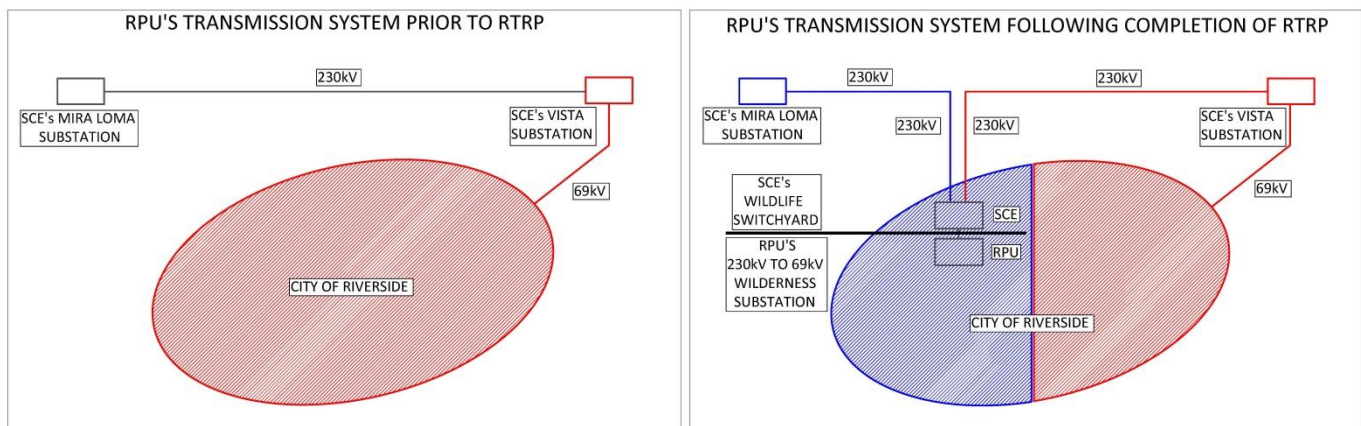 RPU'S TRANSMISSION SYSTEM PRIOR TO RTRP
230kV
SCE's MIRA LOMA
SUBSTATION
SCE's VISTA
SUBSTATION
69kV
CITY OF RIVERSIDE
RPU'S TRANSMISSION SYSTEM FOLLOWING COMPLETION OF RTRP
230kV
230kV
SCE's MIRA LOMA
SUBSTATION
230kV
230kV
SCE's VISTA
SUBSTATION
SCE's
WILDLIFE
SWITCHYARD
SCE
69kV
RPU'S
230kV TO 69kV
WILDERNESS
SUBSTATION
RPU
CITY OF RIVERSIDE